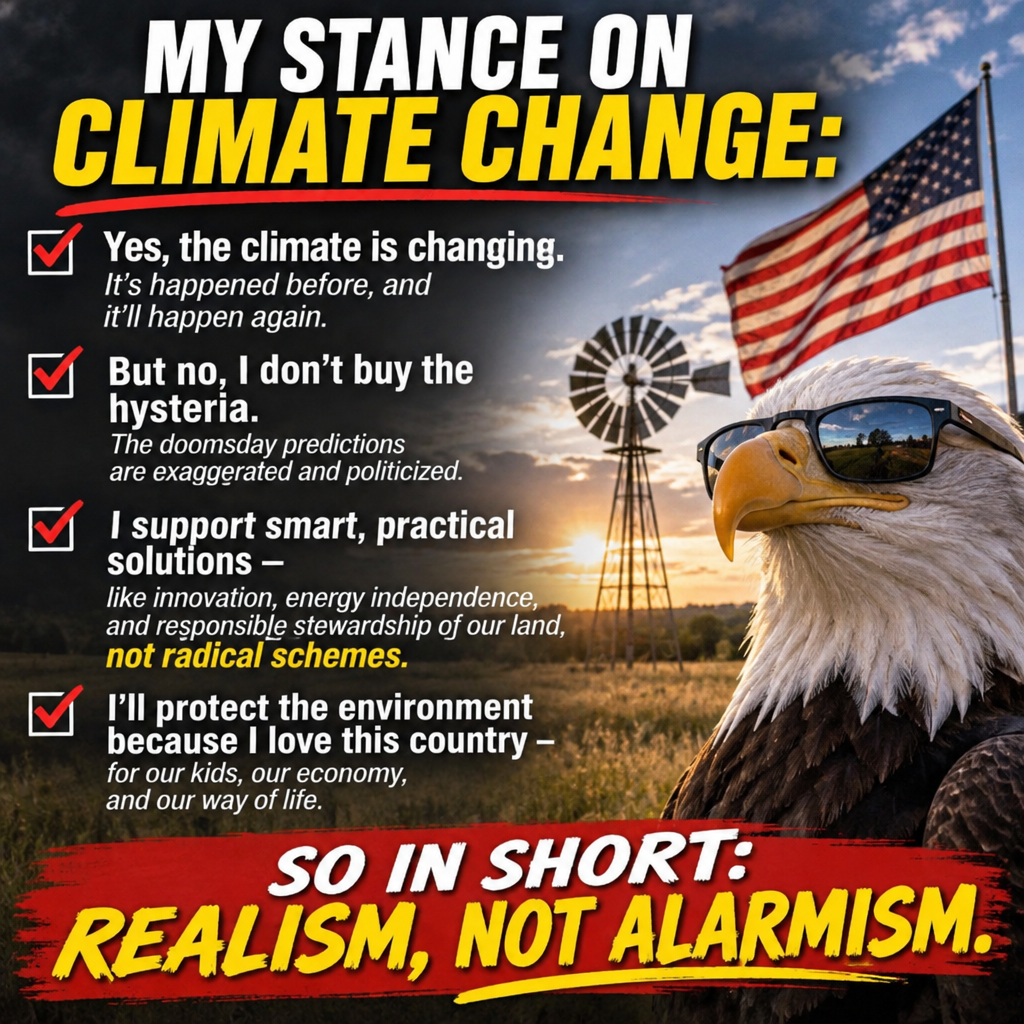 MY STANCE ON
CLIMATE CHANGE:
Yes, the climate is changing.
It's happened before, and
it'll happen again.
But no, I don't buy the
hysteria.
The doomsday predictions
are exaggerated and politicized.
I support smart, practical
solutions –
like innovation, energy independence,
and responsible stewardship of our land,
not radical schemes.
I'll protect the environment
because I love this country –
for our kids, our economy,
and our way of life.
SO IN SHORT:
REALISM, NOT ALARMISM.